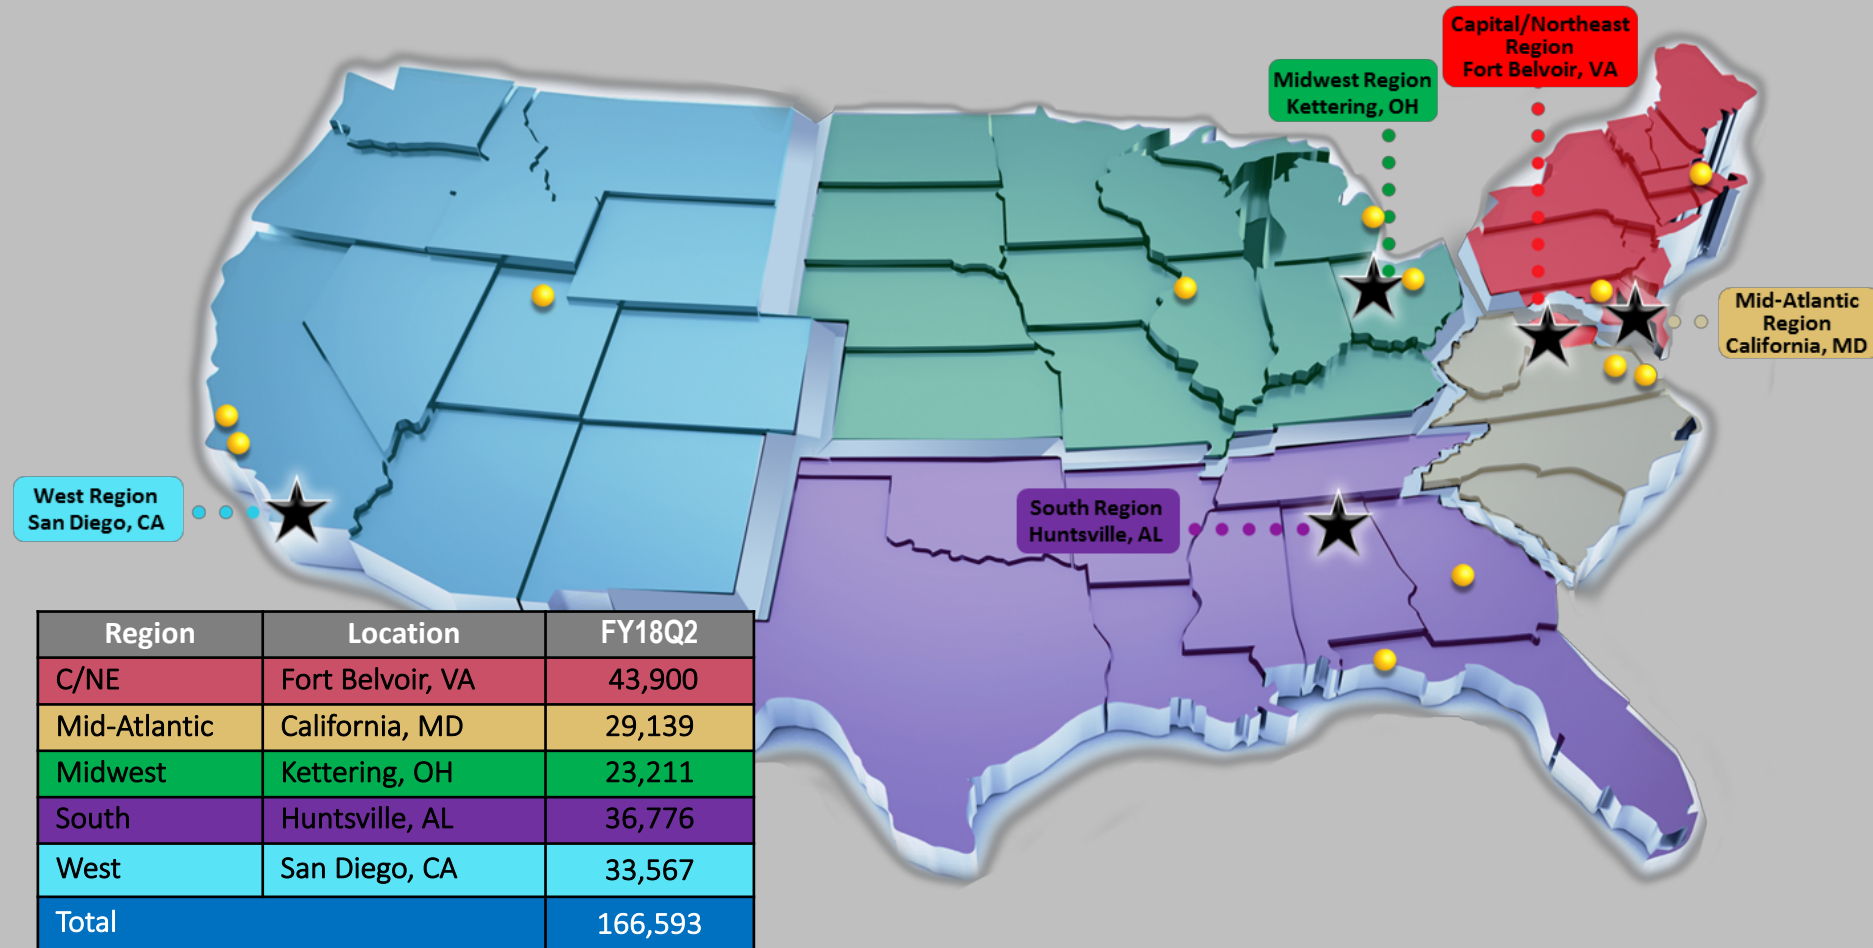 Capital/Northeast
Region
Fort Belvoir, VA
Midwest Region
Kettering, OH
Mid-Atlantic
Region
California, MD
West Region
San Diego, CA
South Region
Huntsville, AL
Region Location FY18Q2
C/NE Fort Belvoir, VA 43,900
Mid-Atlantic California, MD 29,139
Midwest Kettering, OH 23,211
South Huntsville, AL 36,776
West San Diego, CA 33,567
Total 166,593